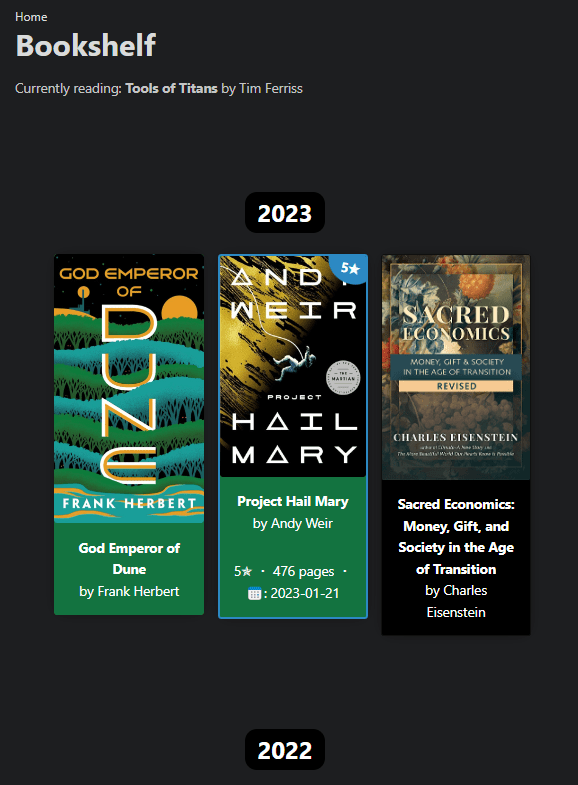 Home
Bookshelf
Currently reading: Tools of Titans by Tim Ferriss
2023
GOD EMPEROR
OF
DUNE
FRANK HERBERT
God Emperor of
Dune
by Frank Herbert
5★
ANDY
WEIR
THE
MARTIAN
PROJECT
HAIL
MARY
Project Hail Mary
by Andy Weir
5★ · 476 pages ·
📅: 2023-01-21
SACRED
ECONOMICS
MONEY, GIFT & SOCIETY
IN THE AGE OF TRANSITION
REVISED
CHARLES EISENSTEIN
Sacred Economics:
Money, Gift, and
Society in the Age
of Transition
by Charles
Eisenstein
2022